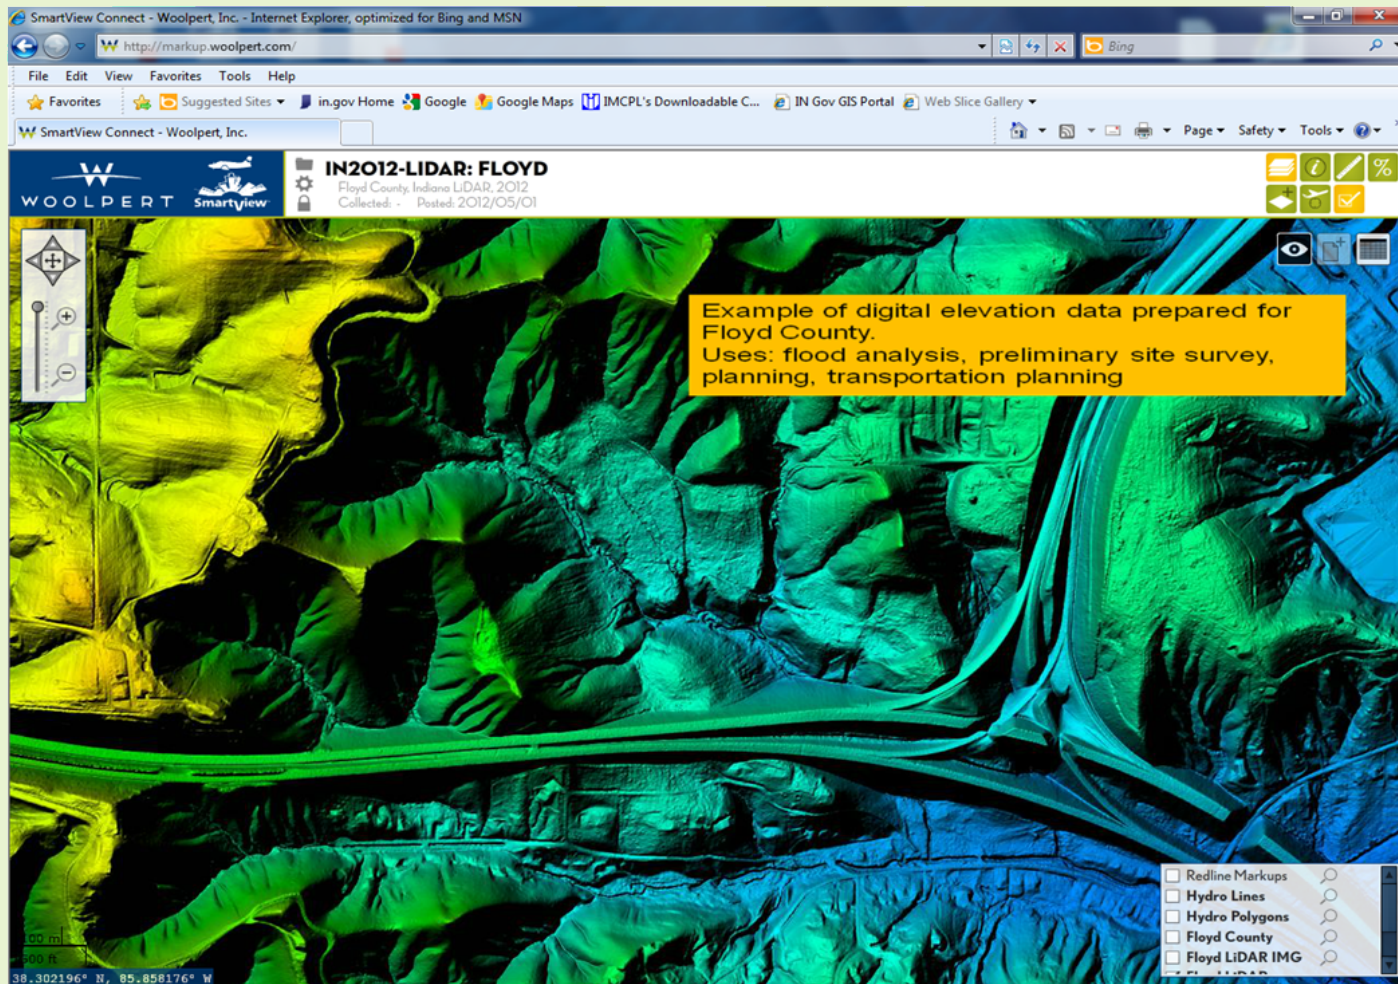 SmartView Connect - Woolpert, Inc. - Internet Explorer, optimized for Bing and MSN
http://markup.woolpert.com/
Bing
File Edit View Favorites Tools Help
Favorites Suggested Sites in.gov Home Google Google Maps IMCPL's Downloadable C... IN Gov GIS Portal Web Slice Gallery
SmartView Connect - Woolpert, Inc.
Page Safety Tools
WOOLPERT
Smartview
IN2012-LIDAR: FLOYD
Floyd County, Indiana LiDAR, 2012
Collected: - Posted: 2012/05/01
Example of digital elevation data prepared for
Floyd County.
Uses: flood analysis, preliminary site survey,
planning, transportation planning
Redline Markups
Hydro Lines
Hydro Polygons
Floyd County
Floyd LiDAR IMG
100 m
38.302196° N, 85.858176° W